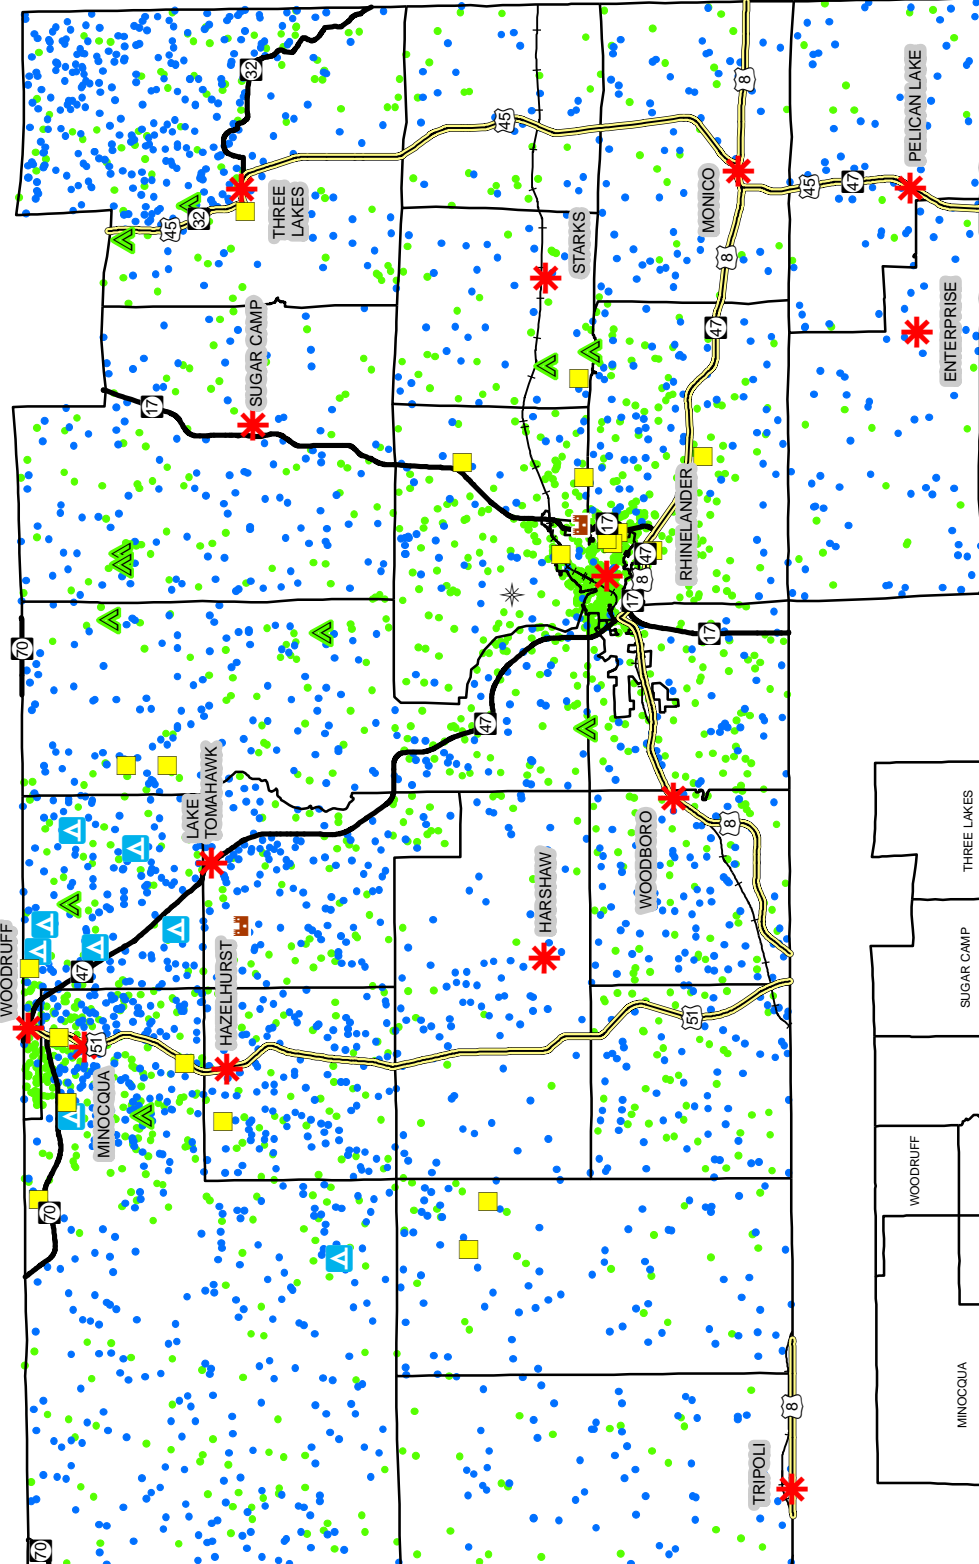 32
45
8
PELICAN LAKE
THREE
LAKES
45
32
MONICO
45
47
STARKS
8
SUGAR CAMP
17
47
ENTERPRISE
RHINELANDER
17
47
8
17
17
70
47
LAKE
TOMAHAWK
WOODBORO
8
HARSHAW
WOODRUFF
47
HAZELHURST
51
51
MINOCQUA
70
8
TRIPOLI
70
THREE LAKES
SUGAR CAMP
WOODRUFF
MINOCQUA